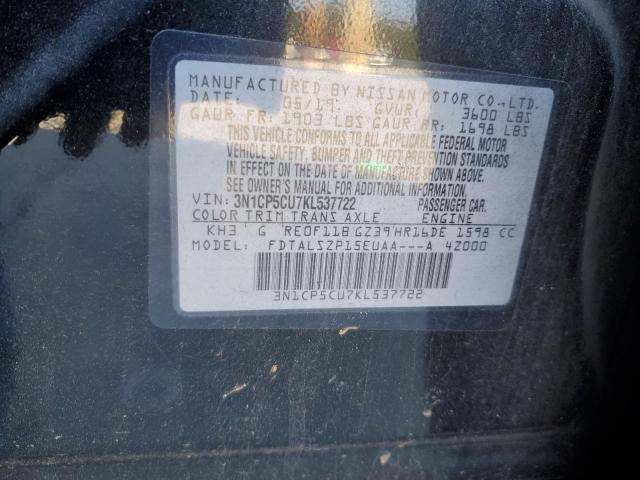 MANUFACTURED BY NISSAN MOTOR CO.,LTD.
DATE: 05/19 GVWR: 3600 LBS
GAWR FR: 1903 LBS GAWR RR: 1698 LBS
THIS VEHICLE CONFORMS TO ALL APPLICABLE FEDERAL MOTOR
VEHICLE SAFETY, BUMPER AND THEFT PREVENTION STANDARDS
IN EFFECT ON THE DATE OF MANUFACTURE SHOWN ABOVE.
SEE OWNER'S MANUAL FOR ADDITIONAL INFORMATION.
VIN: 3N1CP5CU7KL537722 PASSENGER CAR.
COLOR TRIM TRANS AXLE ENGINE
KH3 G RE0F11B GZ39 HR16DE 1598 CC
MODEL: FDTALSZP15EUAA---A 4Z000
3N1CP5CU7KL537722